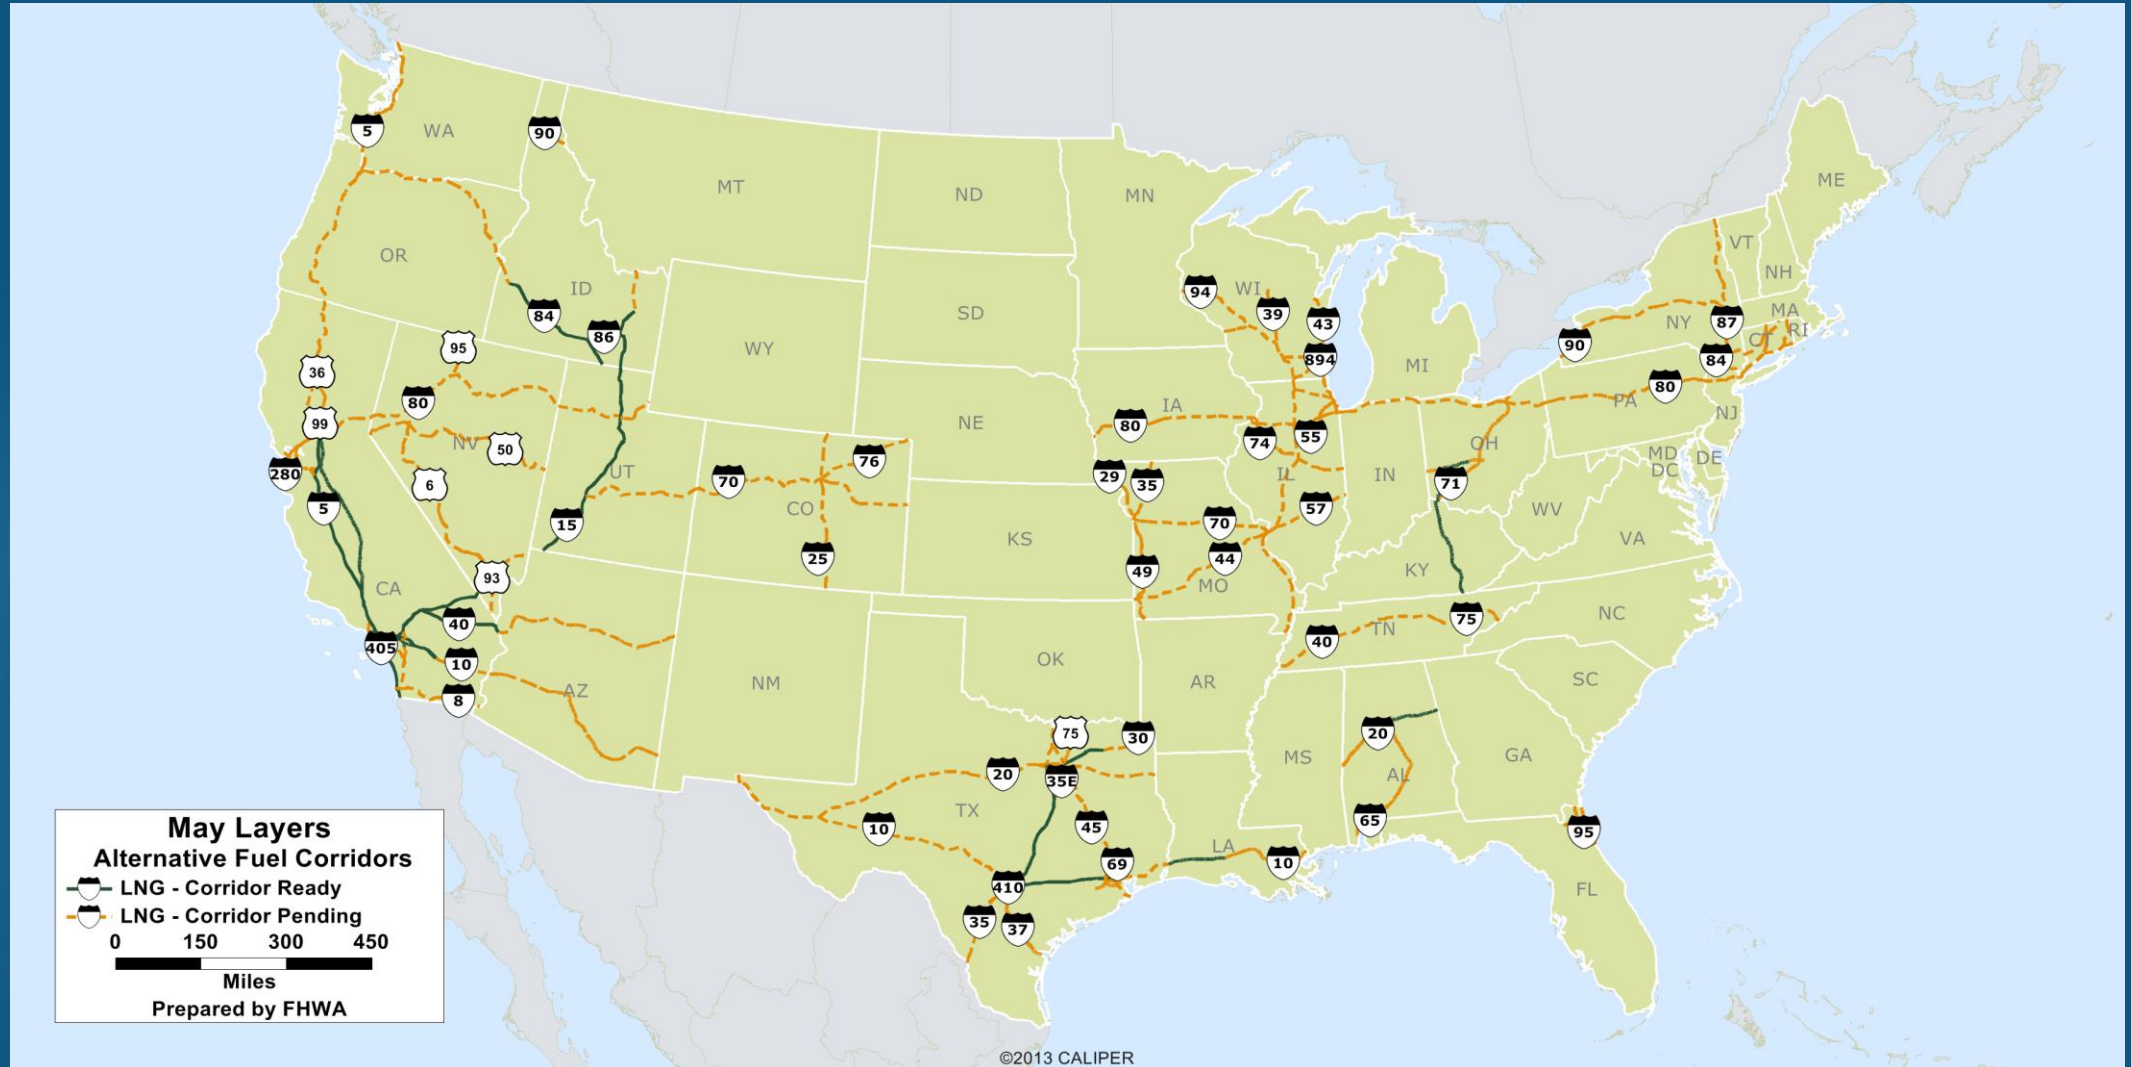 5
WA
90
MT
ND
MN
ME
OR
ID
84
86
WI
94
39
43
894
SD
WY
MI
VT
NH
MA
RI
CT
NY
87
90
84
95
36
80
99
NV
50
280
6
5
UT
15
70
76
CO
25
NE
IA
80
29
35
74
55
IL
IN
57
70
44
49
MO
KS
OH
71
PA
80
NJ
MD
DE
DC
WV
VA
KY
NC
75
TN
40
CA
93
40
405
10
8
AZ
NM
OK
AR
SC
MS
20
AL
GA
65
95
FL
75
30
20
35E
TX
10
45
69
LA
10
410
35
37
May Layers
Alternative Fuel Corridors
LNG - Corridor Ready
LNG - Corridor Pending
0 150 300 450
Miles
Prepared by FHWA
©2013 CALIPER